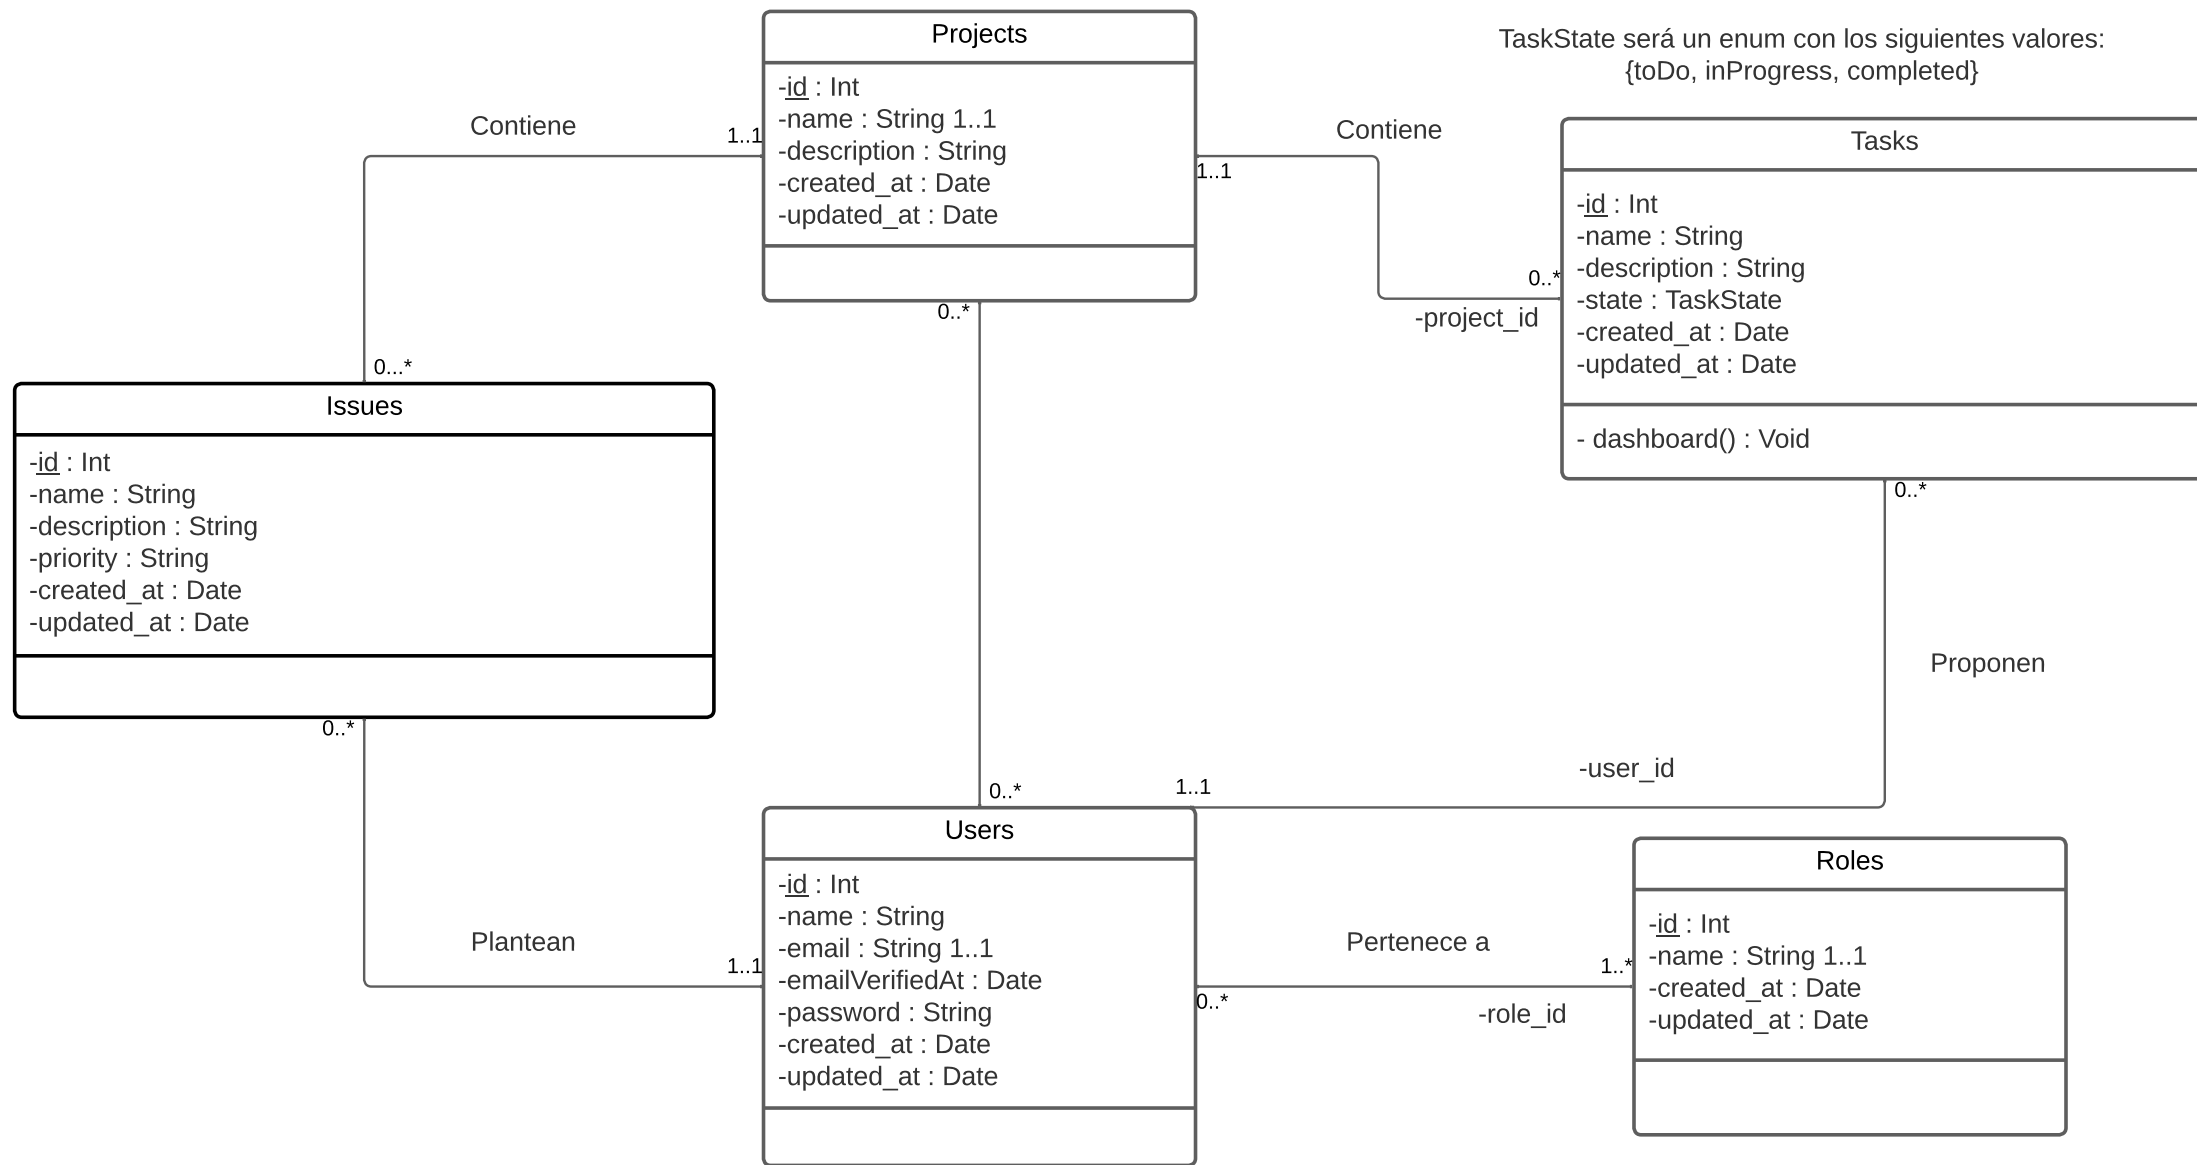 Projects
-id : Int
-name : String 1..1
-description : String
-created_at : Date
-updated_at : Date
TaskState será un enum con los siguientes valores:
{toDo, inProgress, completed}
Contiene
1..1
0...*
Contiene
1..1
0..*
-project_id
Tasks
-id : Int
-name : String
-description : String
-state : TaskState
-created_at : Date
-updated_at : Date
- dashboard() : Void
0..*
0..*
Issues
-id : Int
-name : String
-description : String
-priority : String
-created_at : Date
-updated_at : Date
0..*
Proponen
-user_id
1..1
0..*
Plantean
1..1
Users
-id : Int
-name : String
-email : String 1..1
-emailVerifiedAt : Date
-password : String
-created_at : Date
-updated_at : Date
Pertenece a
0..*
1..*
-role_id
Roles
-id : Int
-name : String 1..1
-created_at : Date
-updated_at : Date